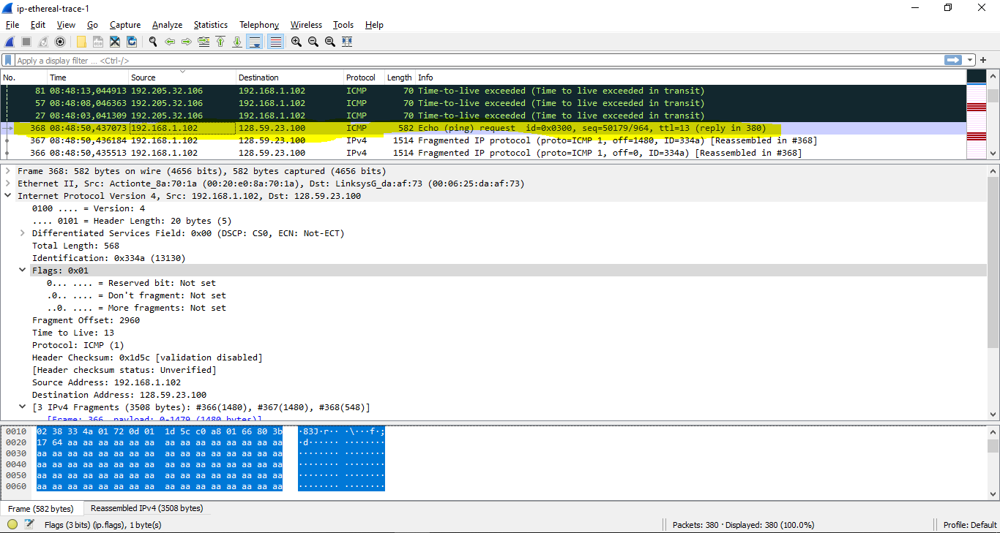 ip-ethereal-trace-1
File Edit View Go Capture Analyze Statistics Telephony Wireless Tools Help
Apply a display filter ... <Ctrl-/>
No. Time Source Destination Protocol Length Info
81 08:48:13,044913 192.205.32.106 192.168.1.102 ICMP 70 Time-to-live exceeded (Time to live exceeded in transit)
57 08:48:08,046363 192.205.32.106 192.168.1.102 ICMP 70 Time-to-live exceeded (Time to live exceeded in transit)
27 08:48:03,041309 192.205.32.106 192.168.1.102 ICMP 70 Time-to-live exceeded (Time to live exceeded in transit)
368 08:48:50,437073 192.168.1.102 128.59.23.100 ICMP 582 Echo (ping) request id=0x0300, seq=50179/964, ttl=13 (reply in 380)
367 08:48:50,436184 192.168.1.102 128.59.23.100 IPv4 1514 Fragmented IP protocol (proto=ICMP 1, off=1480, ID=334a) [Reassembled in #368]
366 08:48:50,435513 192.168.1.102 128.59.23.100 IPv4 1514 Fragmented IP protocol (proto=ICMP 1, off=0, ID=334a) [Reassembled in #368]
Frame 368: 582 bytes on wire (4656 bits), 582 bytes captured (4656 bits)
Ethernet II, Src: Actionte_8a:70:1a (00:20:e0:8a:70:1a), Dst: LinksysG_da:af:73 (00:06:25:da:af:73)
Internet Protocol Version 4, Src: 192.168.1.102, Dst: 128.59.23.100
0100 .... = Version: 4
.... 0101 = Header Length: 20 bytes (5)
Differentiated Services Field: 0x00 (DSCP: CS0, ECN: Not-ECT)
Total Length: 568
Identification: 0x334a (13130)
Flags: 0x01
0... .... = Reserved bit: Not set
.0.. .... = Don't fragment: Not set
..0. .... = More fragments: Not set
Fragment Offset: 2960
Time to Live: 13
Protocol: ICMP (1)
Header Checksum: 0x1d5c [validation disabled]
[Header checksum status: Unverified]
Source Address: 192.168.1.102
Destination Address: 128.59.23.100
[3 IPv4 Fragments (3508 bytes): #366(1480), #367(1480), #368(548)]
[Frame: 366, payload: 0-1479 (1480 bytes)]
0010 02 38 33 4a 01 72 0d 01 1d 5c c0 a8 01 66 80 3b ·83J·r·· ·\···f·;
0020 17 64 aa aa aa aa aa aa aa aa aa aa aa aa aa aa ·d······ ········
0030 aa aa aa aa aa aa aa aa aa aa aa aa aa aa aa aa ········ ········
0040 aa aa aa aa aa aa aa aa aa aa aa aa aa aa aa aa ········ ········
0050 aa aa aa aa aa aa aa aa aa aa aa aa aa aa aa aa ········ ········
0060 aa aa aa aa aa aa aa aa aa aa aa aa aa aa aa aa ········ ········
Frame (582 bytes) Reassembled IPv4 (3508 bytes)
Flags (3 bits) (ip.flags), 1 byte(s) Packets: 380 · Displayed: 380 (100.0%) Profile: Default